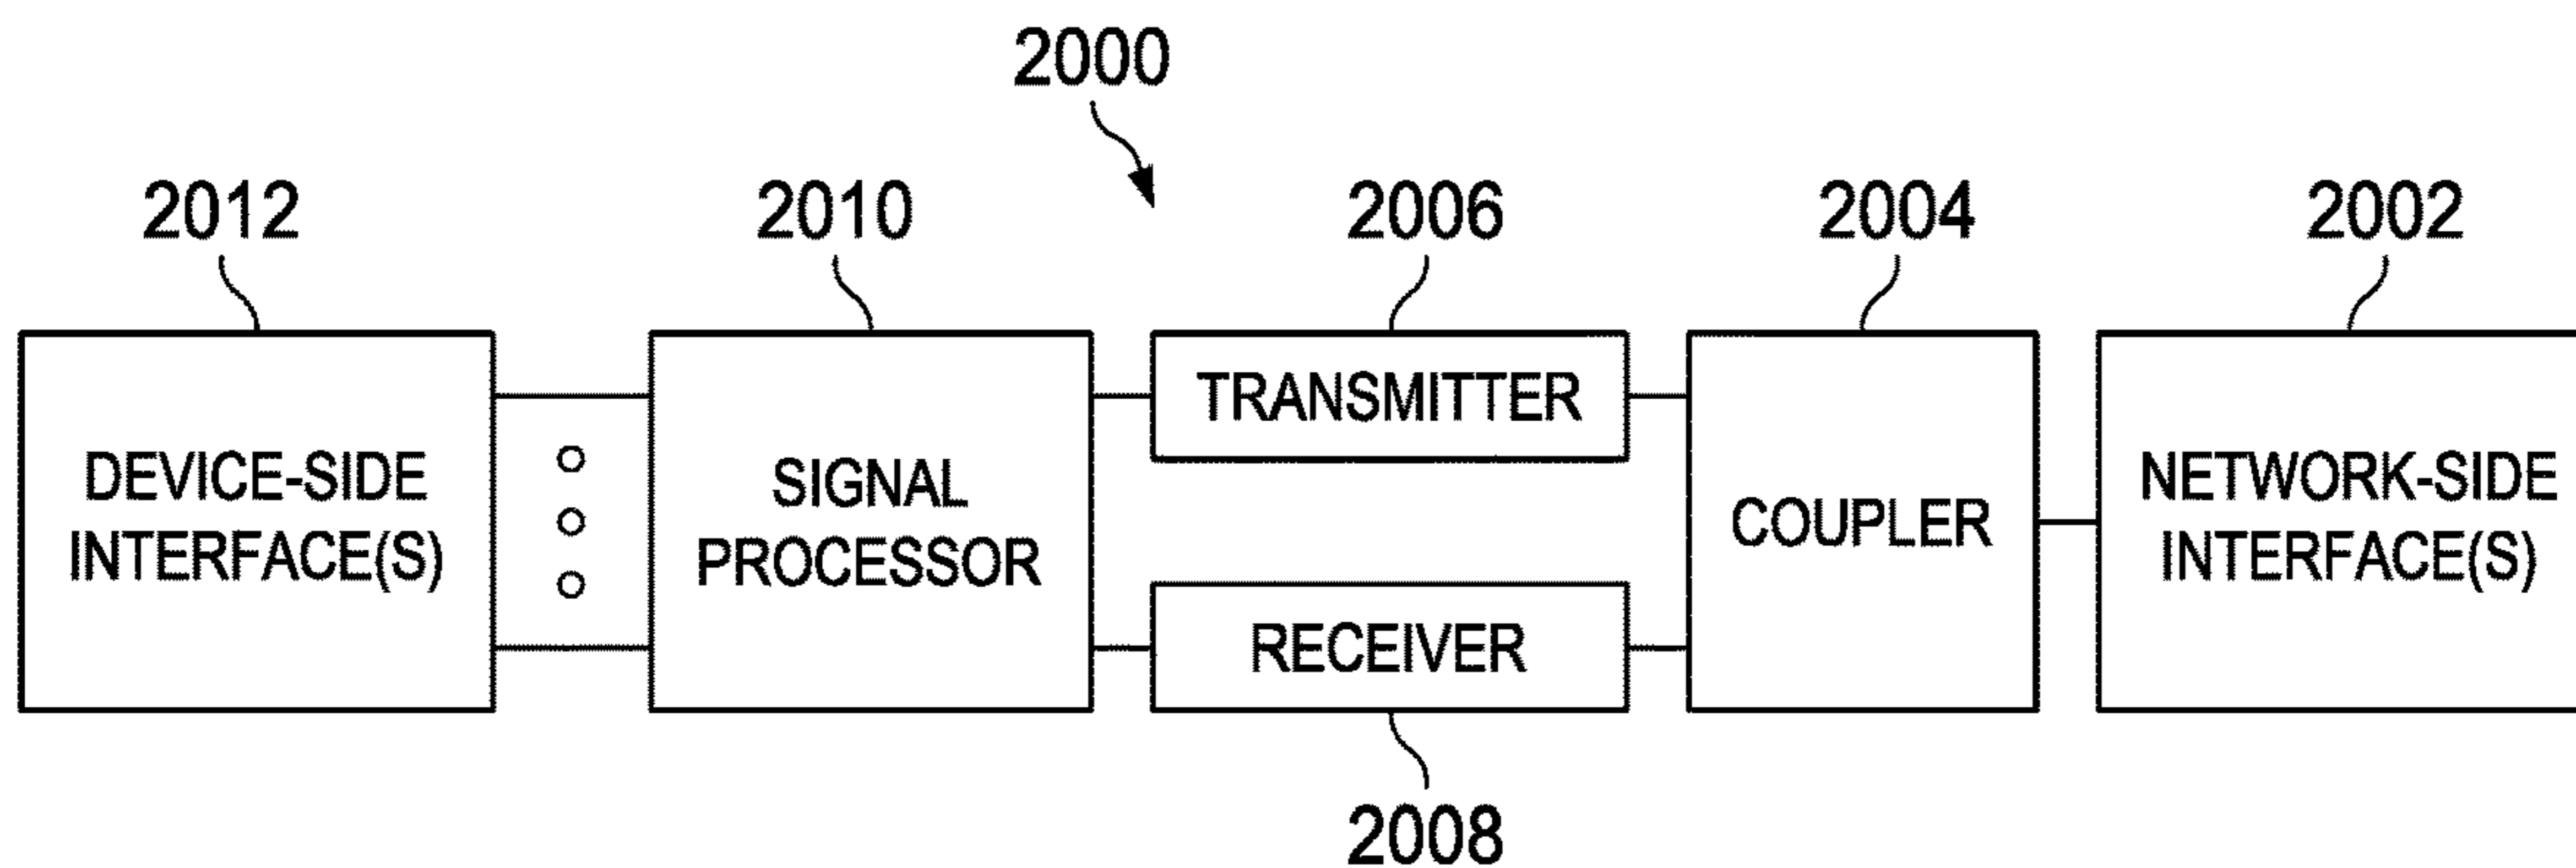 2000
2012
2010
2006
2004
2002
DEVICE-SIDE
INTERFACE(S)
SIGNAL
PROCESSOR
TRANSMITTER
RECEIVER
COUPLER
NETWORK-SIDE
INTERFACE(S)
2008